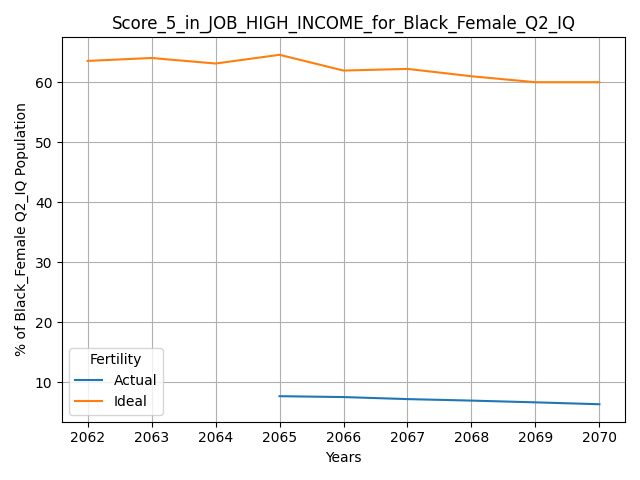 Score_5_in_JOB_HIGH_INCOME_for_Black_Female_Q2_IQ
% of Black_Female Q2_IQ Population
60
50
40
30
20
10
Fertility
Actual
Ideal
2062 2063 2064 2065 2066 2067 2068 2069 2070
Years